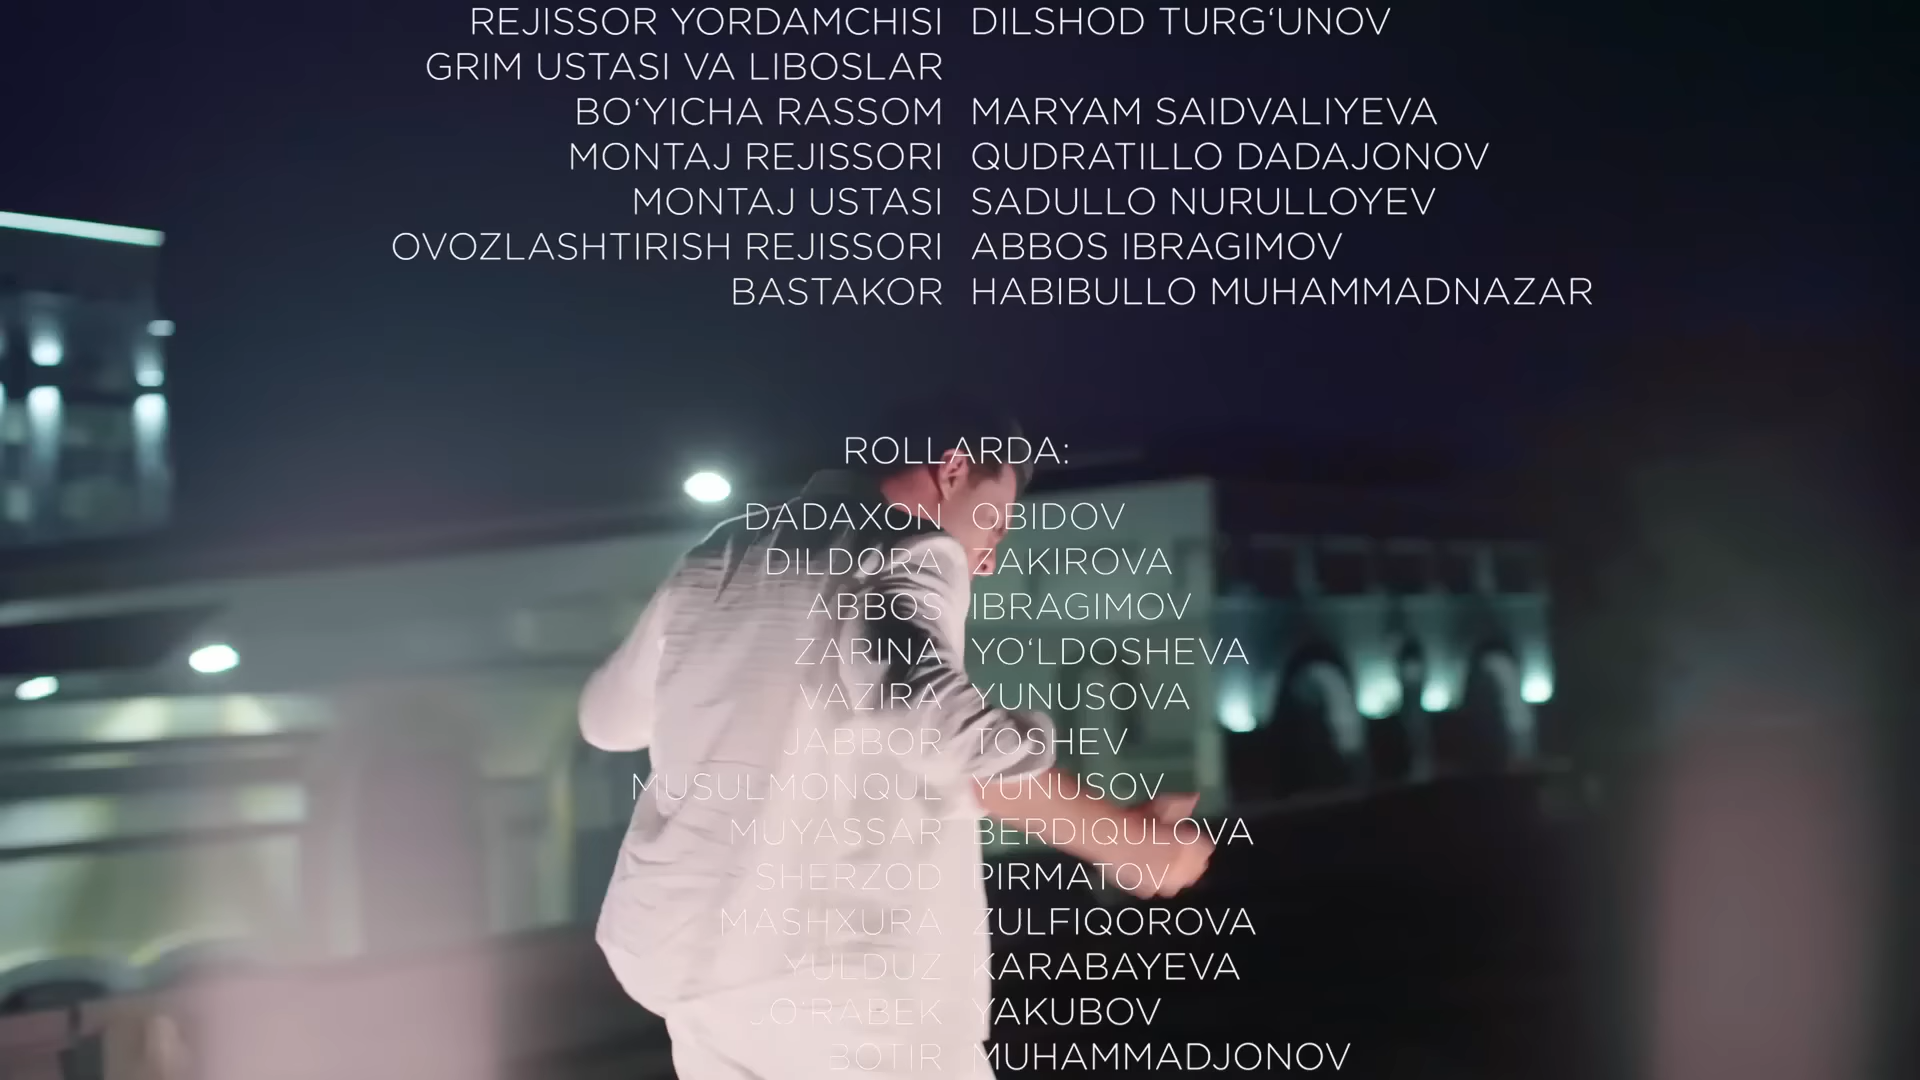 REJISSOR YORDAMCHISI DILSHOD TURG‘UNOV
GRIM USTASI VA LIBOSLAR
BO‘YICHA RASSOM MARYAM SAIDVALIYEVA
MONTAJ REJISSORI QUDRATILLO DADAJONOV
MONTAJ USTASI SADULLO NURULLOYEV
OVOZLASHTIRISH REJISSORI ABBOS IBRAGIMOV
BASTAKOR HABIBULLO MUHAMMADNAZAR
ROLLARDA:
DADAXON OBIDOV
DILDORA ZAKIROVA
ABBOS IBRAGIMOV
ZARINA YO‘LDOSHEVA
VAZIRA YUNUSOVA
JABBOR TOSHEV
MUSULMONQUL YUNUSOV
MUYASSAR BERDIQULOVA
SHERZOD PIRMATOV
MASHXURA ZULFIQOROVA
YULDUZ KARABAYEVA
JO‘RABEK YAKUBOV
BOTIR MUHAMMADJONOV